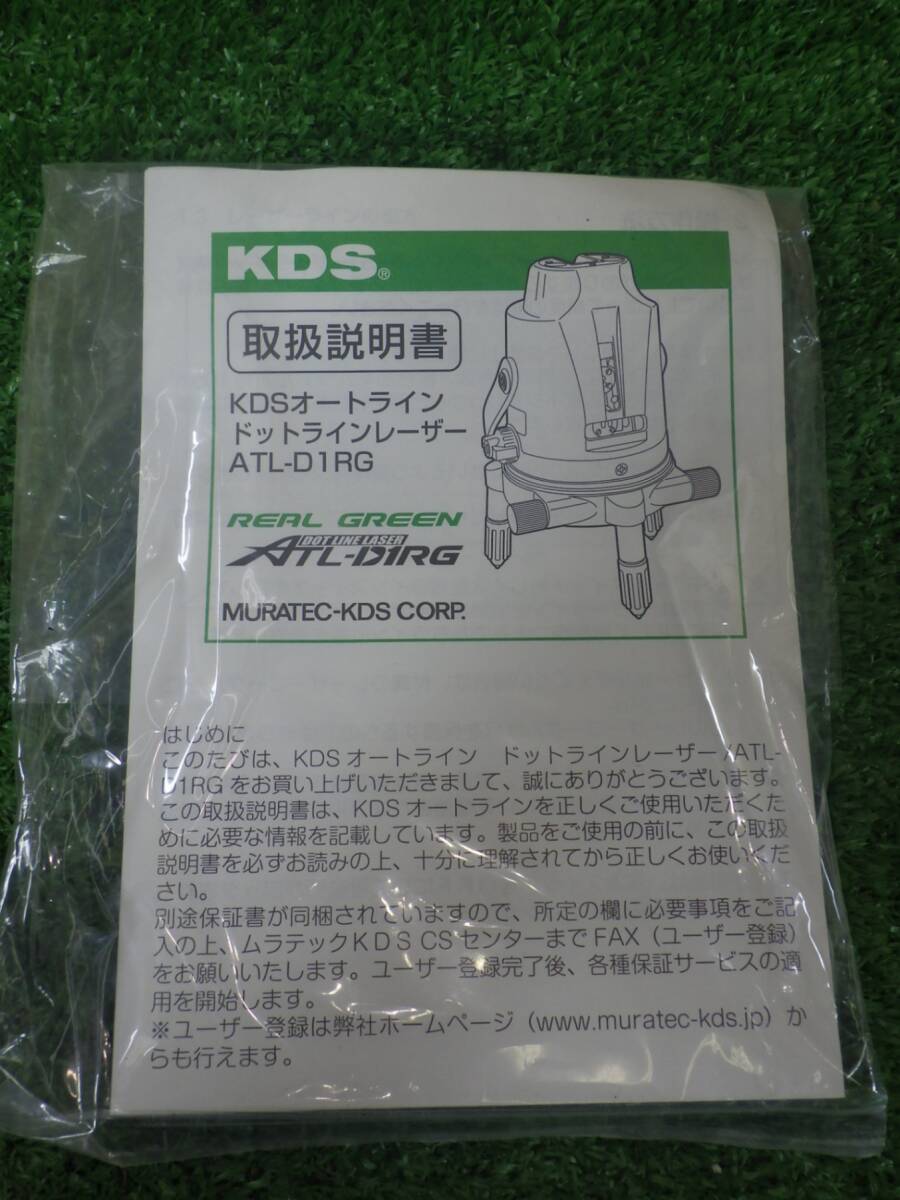 KDS®
取扱説明書
KDSオートライン
ドットラインレーザー
ATL-D1RG
REAL GREEN
DOT LINE LASER
ATL-D1RG
MURATEC-KDS CORP.
はじめに
このたびは、KDS オートライン　ドットラインレーザー /ATL-
D1RG をお買い上げいただきまして、誠にありがとうございます。
この取扱説明書は、KDS オートラインを正しくご使用いただくた
めに必要な情報を記載しています。製品をご使用の前に、この取扱
説明書を必ずお読みの上、十分に理解されてから正しくお使いくだ
さい。
別途保証書が同梱されていますので、所定の欄に必要事項をご記
入の上、ムラテックＫＤＳ CS センターまで FAX（ユーザー登録）
をお願いいたします。ユーザー登録完了後、各種保証サービスの適
用を開始します。
※ユーザー登録は弊社ホームページ（www.muratec-kds.jp）か
らも行えます。